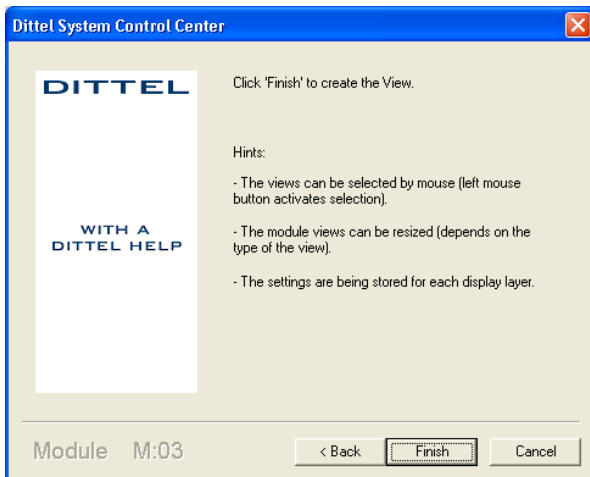 Dittel System Control Center
DITTEL
WITH A
DITTEL HELP
Click 'Finish' to create the View.
Hints:
- The views can be selected by mouse (left mouse
button activates selection).
- The module views can be resized (depends on the
type of the view).
- The settings are being stored for each display layer.
Module M:03
< Back
Finish
Cancel